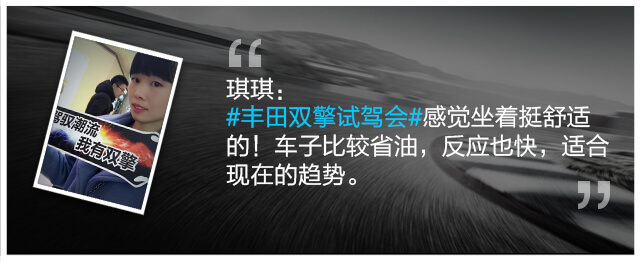 琪琪：
#丰田双擎试驾会#感觉坐着挺舒适
的！车子比较省油，反应也快，适合
现在的趋势。
驾驭潮流
我有双擎